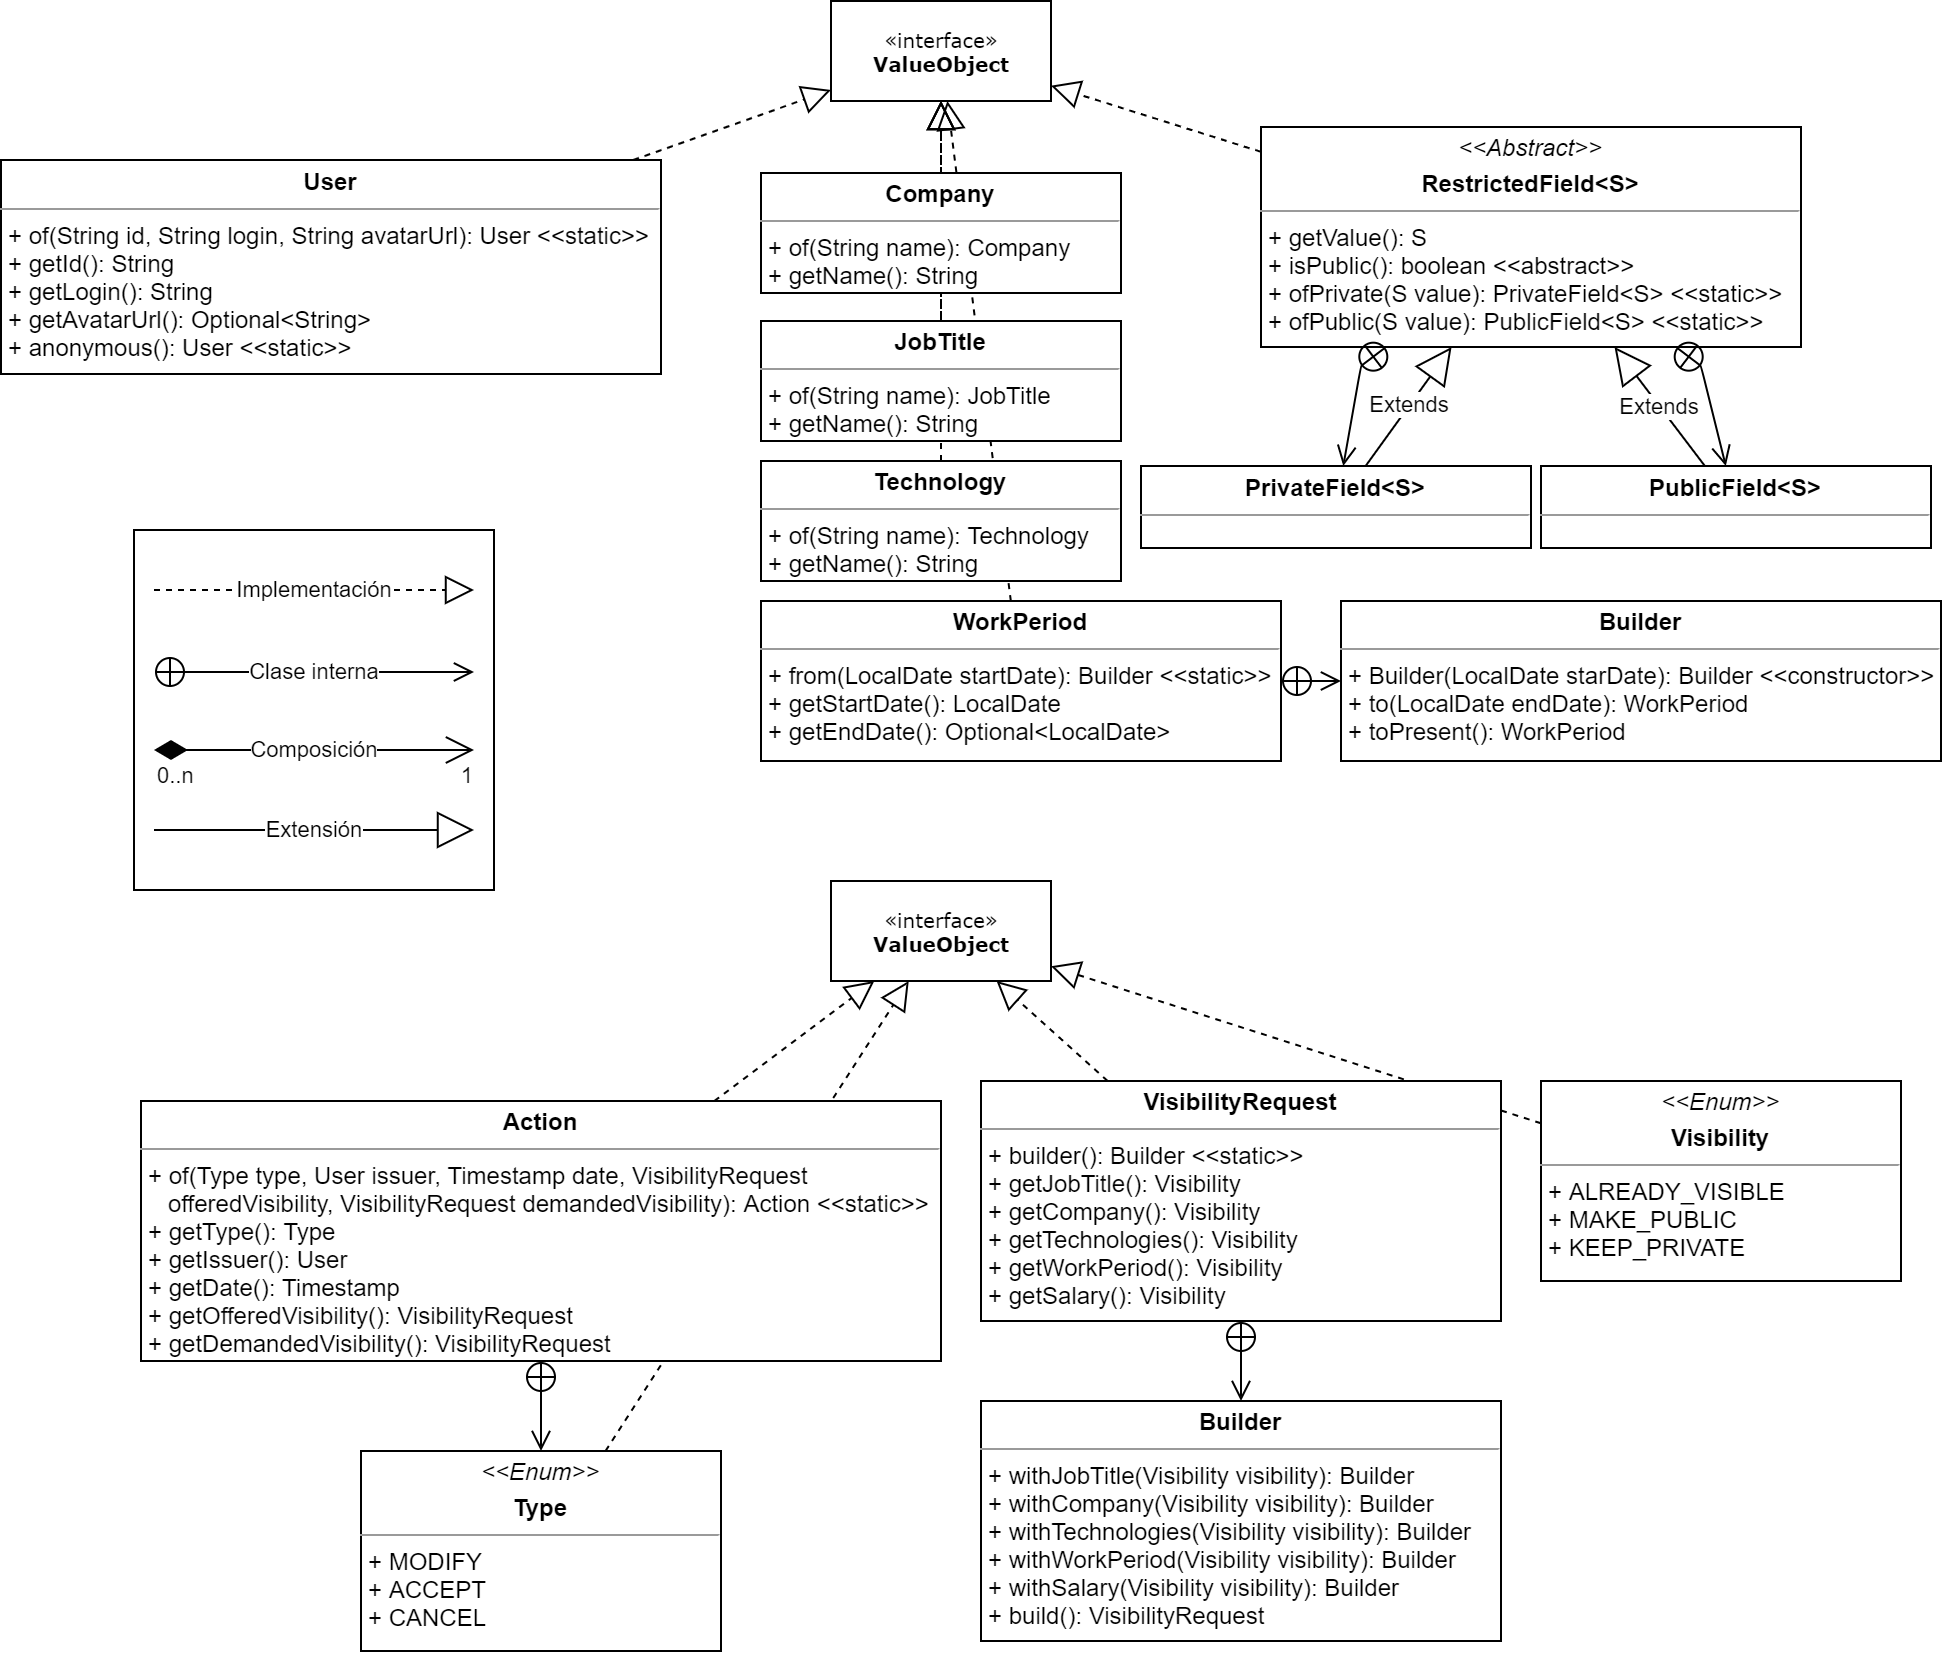 «interface»
ValueObject
User
+ of(String id, String login, String avatarUrl): User <<static>>
+ getId(): String
+ getLogin(): String
+ getAvatarUrl(): Optional<String>
+ anonymous(): User <<static>>
Company
+ of(String name): Company
+ getName(): String
JobTitle
+ of(String name): JobTitle
+ getName(): String
Technology
+ of(String name): Technology
+ getName(): String
<<Abstract>>
RestrictedField<S>
+ getValue(): S
+ isPublic(): boolean <<abstract>>
+ ofPrivate(S value): PrivateField<S> <<static>>
+ ofPublic(S value): PublicField<S> <<static>>
Extends
Extends
PrivateField<S>
PublicField<S>
WorkPeriod
+ from(LocalDate startDate): Builder <<static>>
+ getStartDate(): LocalDate
+ getEndDate(): Optional<LocalDate>
Builder
+ Builder(LocalDate starDate): Builder <<constructor>>
+ to(LocalDate endDate): WorkPeriod
+ toPresent(): WorkPeriod
Implementación
Clase interna
Composición
0..n 1
Extensión
«interface»
ValueObject
Action
+ of(Type type, User issuer, Timestamp date, VisibilityRequest
offeredVisibility, VisibilityRequest demandedVisibility): Action <<static>>
+ getType(): Type
+ getIssuer(): User
+ getDate(): Timestamp
+ getOfferedVisibility(): VisibilityRequest
+ getDemandedVisibility(): VisibilityRequest
<<Enum>>
Type
+ MODIFY
+ ACCEPT
+ CANCEL
VisibilityRequest
+ builder(): Builder <<static>>
+ getJobTitle(): Visibility
+ getCompany(): Visibility
+ getTechnologies(): Visibility
+ getWorkPeriod(): Visibility
+ getSalary(): Visibility
<<Enum>>
Visibility
+ ALREADY_VISIBLE
+ MAKE_PUBLIC
+ KEEP_PRIVATE
Builder
+ withJobTitle(Visibility visibility): Builder
+ withCompany(Visibility visibility): Builder
+ withTechnologies(Visibility visibility): Builder
+ withWorkPeriod(Visibility visibility): Builder
+ withSalary(Visibility visibility): Builder
+ build(): VisibilityRequest